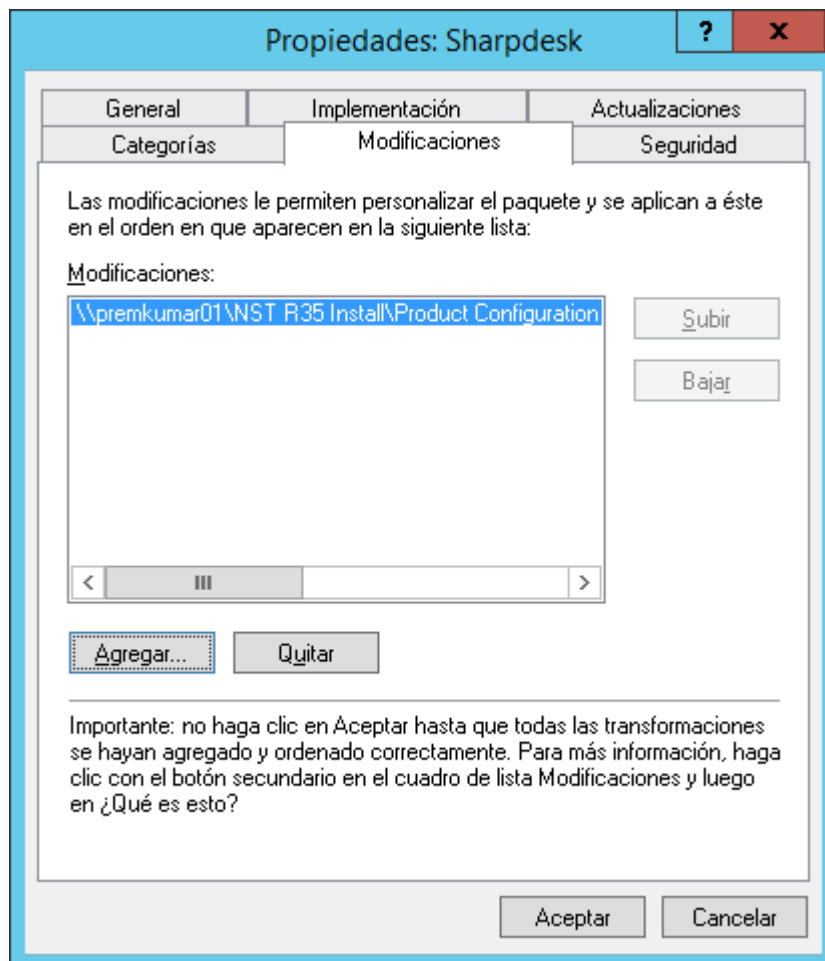 Propiedades: Sharpdesk
?
x
General
Implementación
Actualizaciones
Categorías
Modificaciones
Seguridad
Las modificaciones le permiten personalizar el paquete y se aplican a éste
en el orden en que aparecen en la siguiente lista:
Modificaciones:
\\premkumar01\NST R35 Install\Product Configuration
Subir
Bajar
Agregar...
Quitar
Importante: no haga clic en Aceptar hasta que todas las transformaciones
se hayan agregado y ordenado correctamente. Para más información, haga
clic con el botón secundario en el cuadro de lista Modificaciones y luego
en ¿Qué es esto?
Aceptar
Cancelar